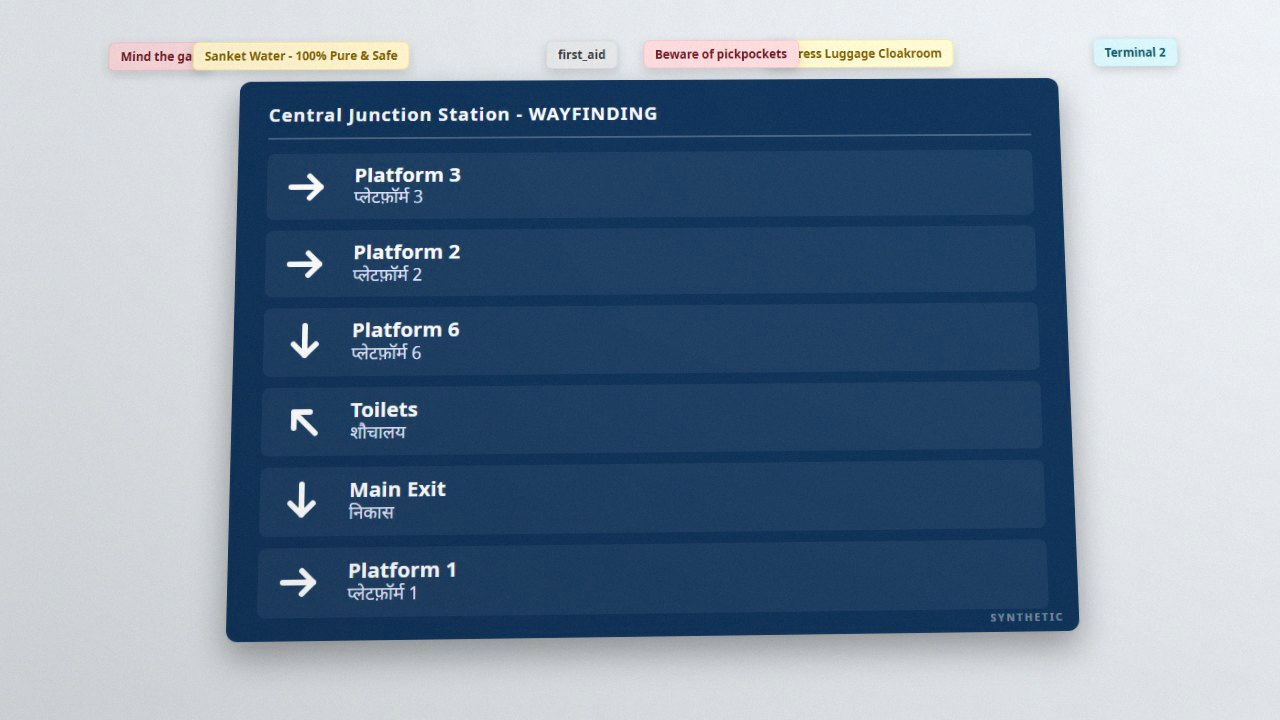 Mind the
Sanket Water - 100% Pure & Safe
first_aid
Beware of pickpockets
Luggage Cloakroom
Terminal 2
Central Junction Station - WAYFINDING
Platform 3
प्लेटफ़ॉर्म 3
Platform 2
प्लेटफ़ॉर्म 2
Platform 6
प्लेटफ़ॉर्म 6
Toilets
शौचालय
Main Exit
निकास
Platform 1
प्लेटफ़ॉर्म 1
SYNTHETIC